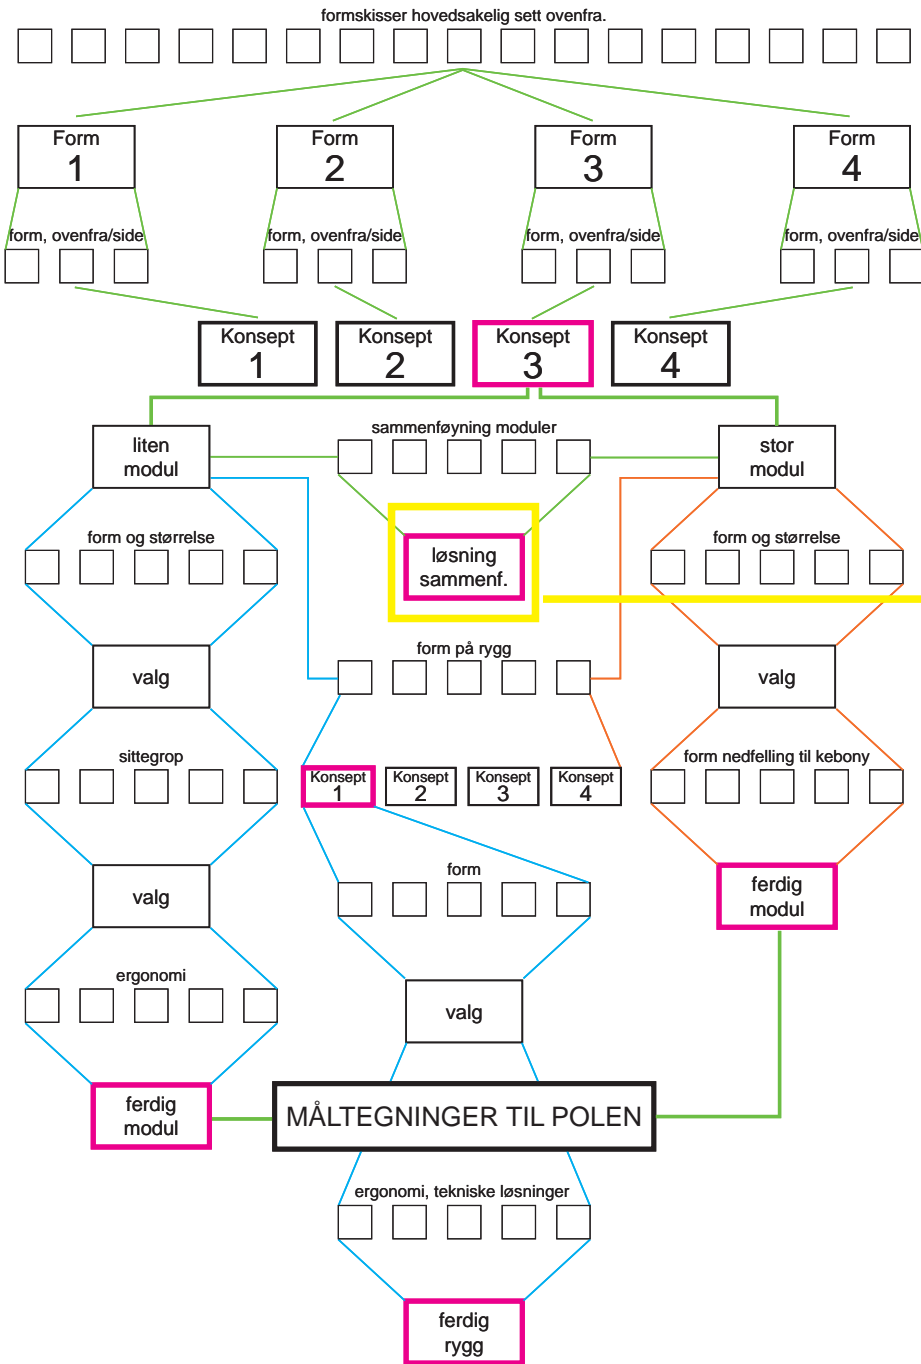 formskisser hovedsakelig sett ovenfra.
Form
1
Form
2
Form
3
Form
4
form, ovenfra/side
form, ovenfra/side
form, ovenfra/side
form, ovenfra/side
Konsept
1
Konsept
2
Konsept
3
Konsept
4
liten
modul
sammenføyning moduler
stor
modul
form og størrelse
løsning
sammenf.
form og størrelse
valg
form på rygg
valg
sittegrop
Konsept
1
Konsept
2
Konsept
3
Konsept
4
form nedfelling til kebony
valg
form
ferdig
modul
ergonomi
valg
ferdig
modul
MÅLTEGNINGER TIL POLEN
ergonomi, tekniske løsninger
ferdig
rygg